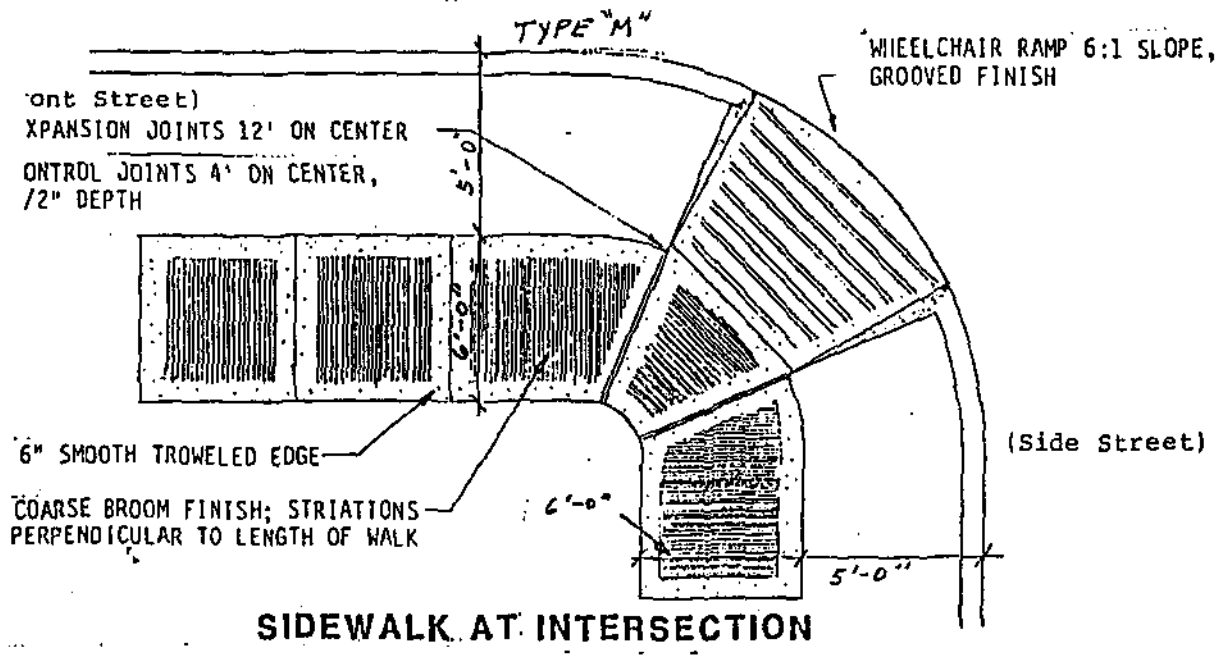 TYPE "M"
WHEELCHAIR RAMP 6:1 SLOPE,
GROOVED FINISH
ont Street)
XPANSION JOINTS 12' ON CENTER
ONTROL JOINTS 4' ON CENTER,
/2" DEPTH
5'-0"
6'-0"
6" SMOOTH TROWELED EDGE
COARSE BROOM FINISH; STRIATIONS
PERPENDICULAR TO LENGTH OF WALK
(Side Street)
6'-0"
5'-0"
SIDEWALK AT INTERSECTION